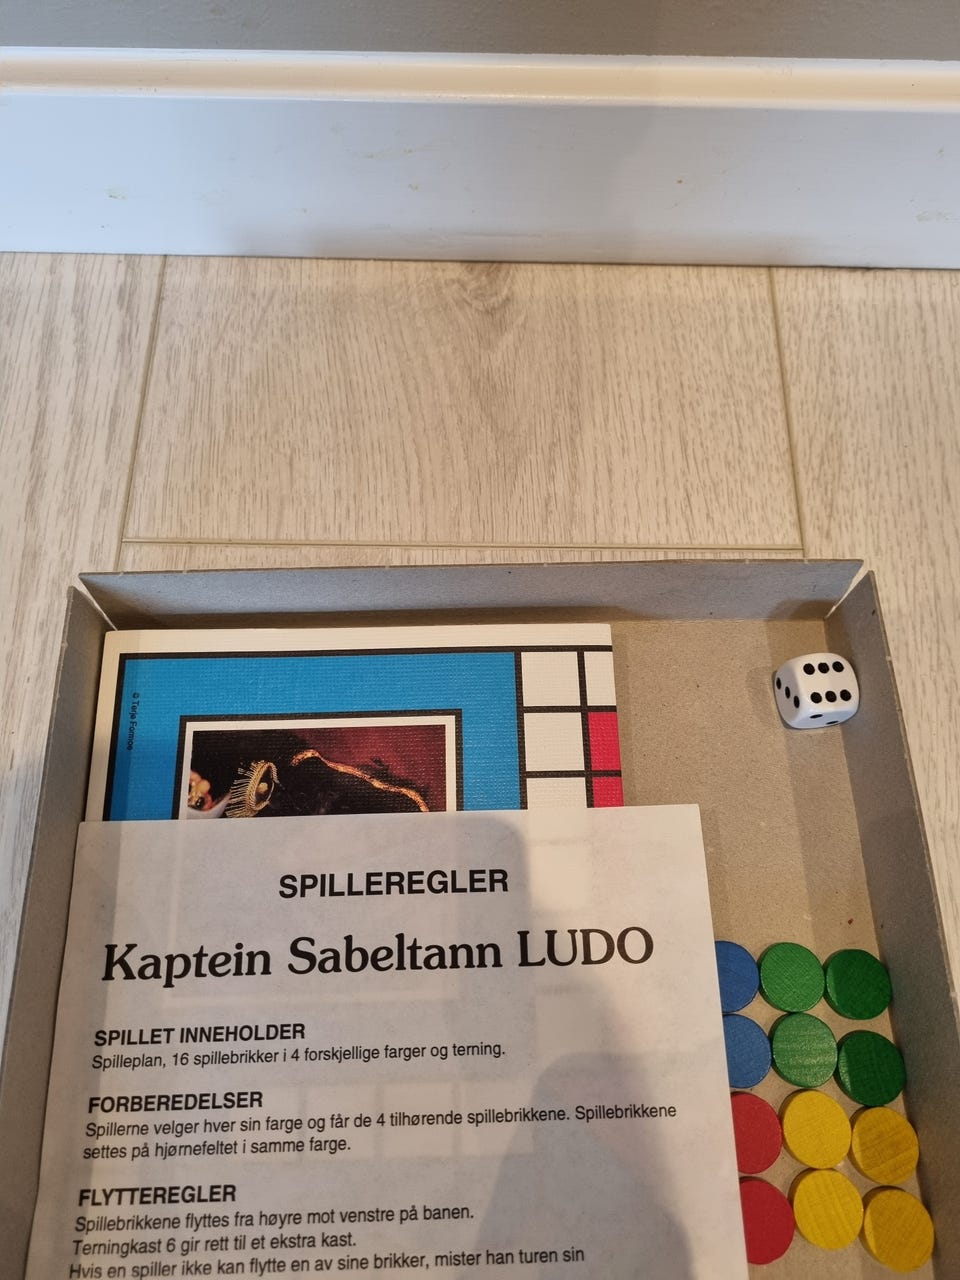 © Terje Formoe
SPILLEREGLER
Kaptein Sabeltann LUDO
SPILLET INNEHOLDER
Spilleplan, 16 spillebrikker i 4 forskjellige farger og terning.
FORBEREDELSER
Spillerne velger hver sin farge og får de 4 tilhørende spillebrikkene. Spillebrikkene
settes på hjørnefeltet i samme farge.
FLYTTEREGLER
Spillebrikkene flyttes fra høyre mot venstre på banen.
Terningkast 6 gir rett til et ekstra kast.
Hvis en spiller ikke kan flytte en av sine brikker, mister han turen sin